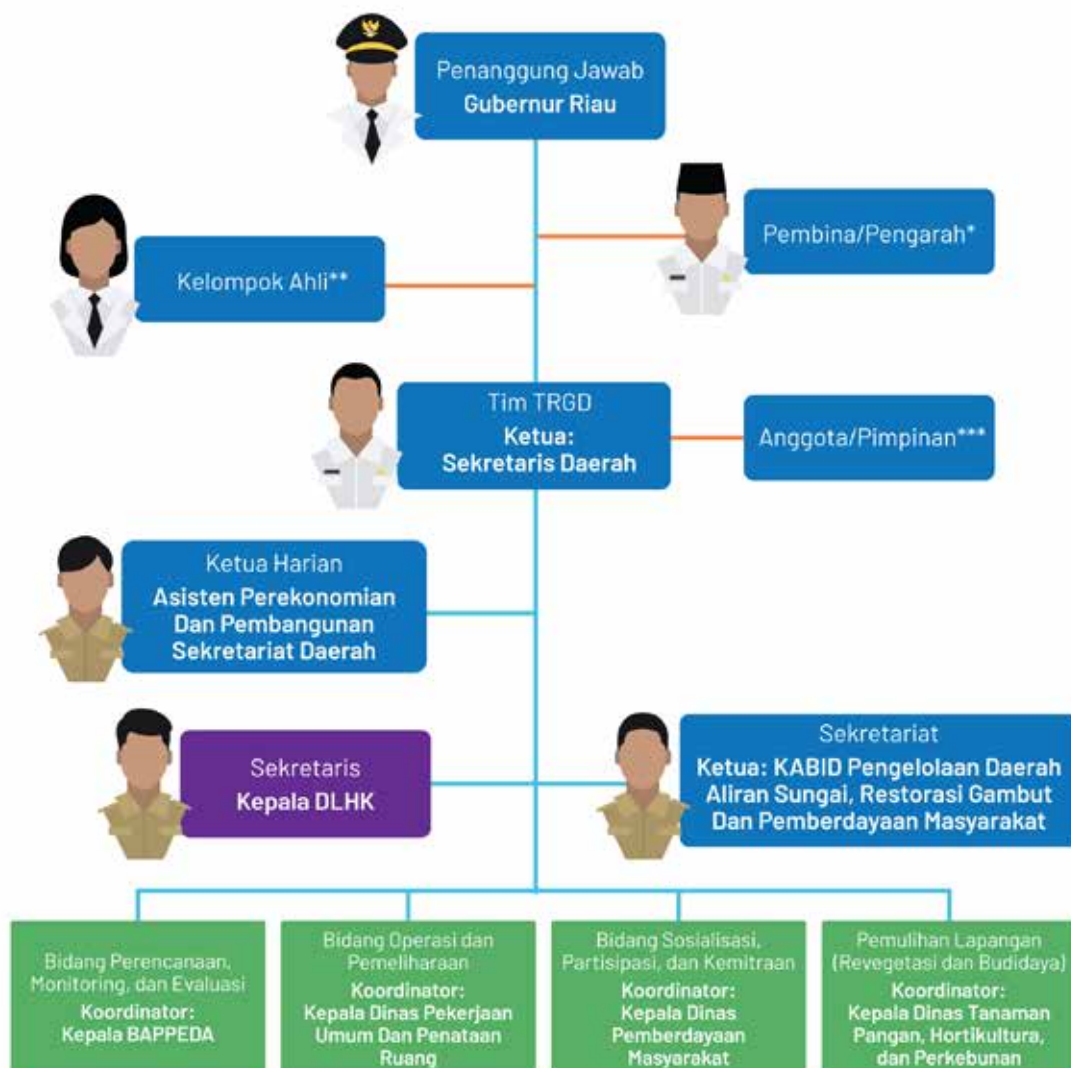 Penanggung Jawab
Gubernur Riau
Pembina/Pengarah*
Kelompok Ahli**
Tim TRGD
Ketua:
Sekretaris Daerah
Anggota/Pimpinan***
Ketua Harian
Asisten Perekonomian
Dan Pembangunan
Sekretariat Daerah
Sekretaris
Kepala DLHK
Sekretariat
Ketua: KABID Pengelolaan Daerah
Aliran Sungai, Restorasi Gambut
Dan Pemberdayaan Masyarakat
Bidang Perencanaan,
Monitoring, dan Evaluasi
Koordinator:
Kepala BAPPEDA
Bidang Operasi dan
Pemeliharaan
Koordinator:
Kepala Dinas Pekerjaan
Umum Dan Penataan
Ruang
Bidang Sosialisasi,
Partisipasi, dan Kemitraan
Koordinator:
Kepala Dinas
Pemberdayaan
Masyarakat
Pemulihan Lapangan
(Revegetasi dan Budidaya)
Koordinator:
Kepala Dinas Tanaman
Pangan, Hortikultura,
dan Perkebunan